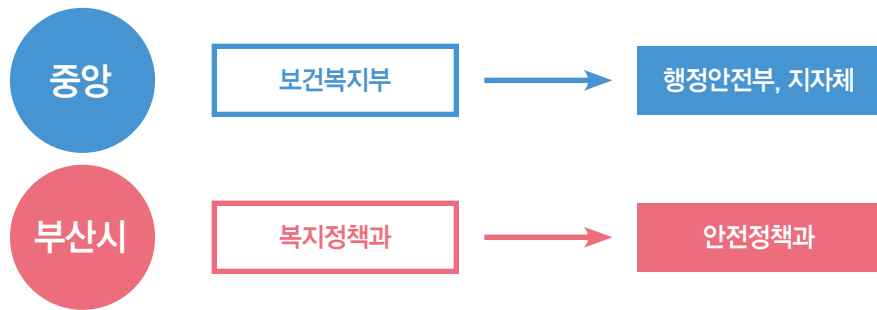 중앙
보건복지부
행정안전부, 지자체
부산시
복지정책과
안전정책과